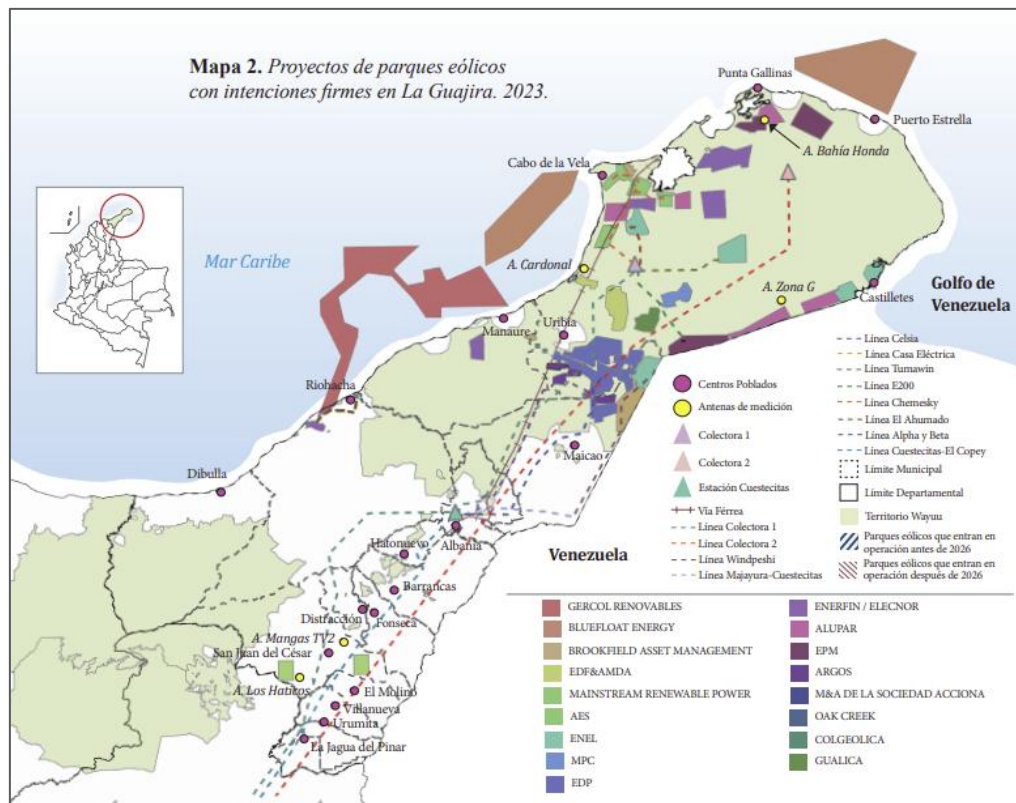 Mapa 2. Proyectos de parques eólicos
con intenciones firmes en La Guajira. 2023.
Punta Gallinas
Puerto Estrella
A. Bahía Honda
Cabo de la Vela
Mar Caribe
A. Cardonal
A. Zona G
Golfo de
Venezuela
Castilletes
Manaure
Uribia
Riohacha
Maicao
Dibulla
Albania
Hatonuevo
Venezuela
Barrancas
Distracción
Fonseca
A. Mangas TV2
San Juan del César
A. Los Haticos
El Molino
Villanueva
Urumita
La Jagua del Pinar
Centros Poblados
Antenas de medición
Colectora 1
Colectora 2
Estación Cuestecitas
Vía Férrea
Línea Colectora 1
Línea Colectora 2
Línea Windpeshi
Línea Majayura-Cuestecitas
Línea Celsia
Línea Casa Eléctrica
Línea Tumawin
Línea E200
Línea Chemesky
Línea El Ahumado
Línea Alpha y Beta
Línea Cuestecitas-El Copey
Límite Municipal
Límite Departamental
Territorio Wayuu
Parques eólicos que entran en
operación antes de 2026
Parques eólicos que entran en
operación después de 2026
GERCOL RENOVABLES
BLUEFLOAT ENERGY
BROOKFIELD ASSET MANAGEMENT
EDF&AMDA
MAINSTREAM RENEWABLE POWER
AES
ENEL
MPC
EDP
ENERFIN / ELECNOR
ALUPAR
EPM
ARGOS
M&A DE LA SOCIEDAD ACCIONA
OAK CREEK
COLGEOLICA
GUALICA